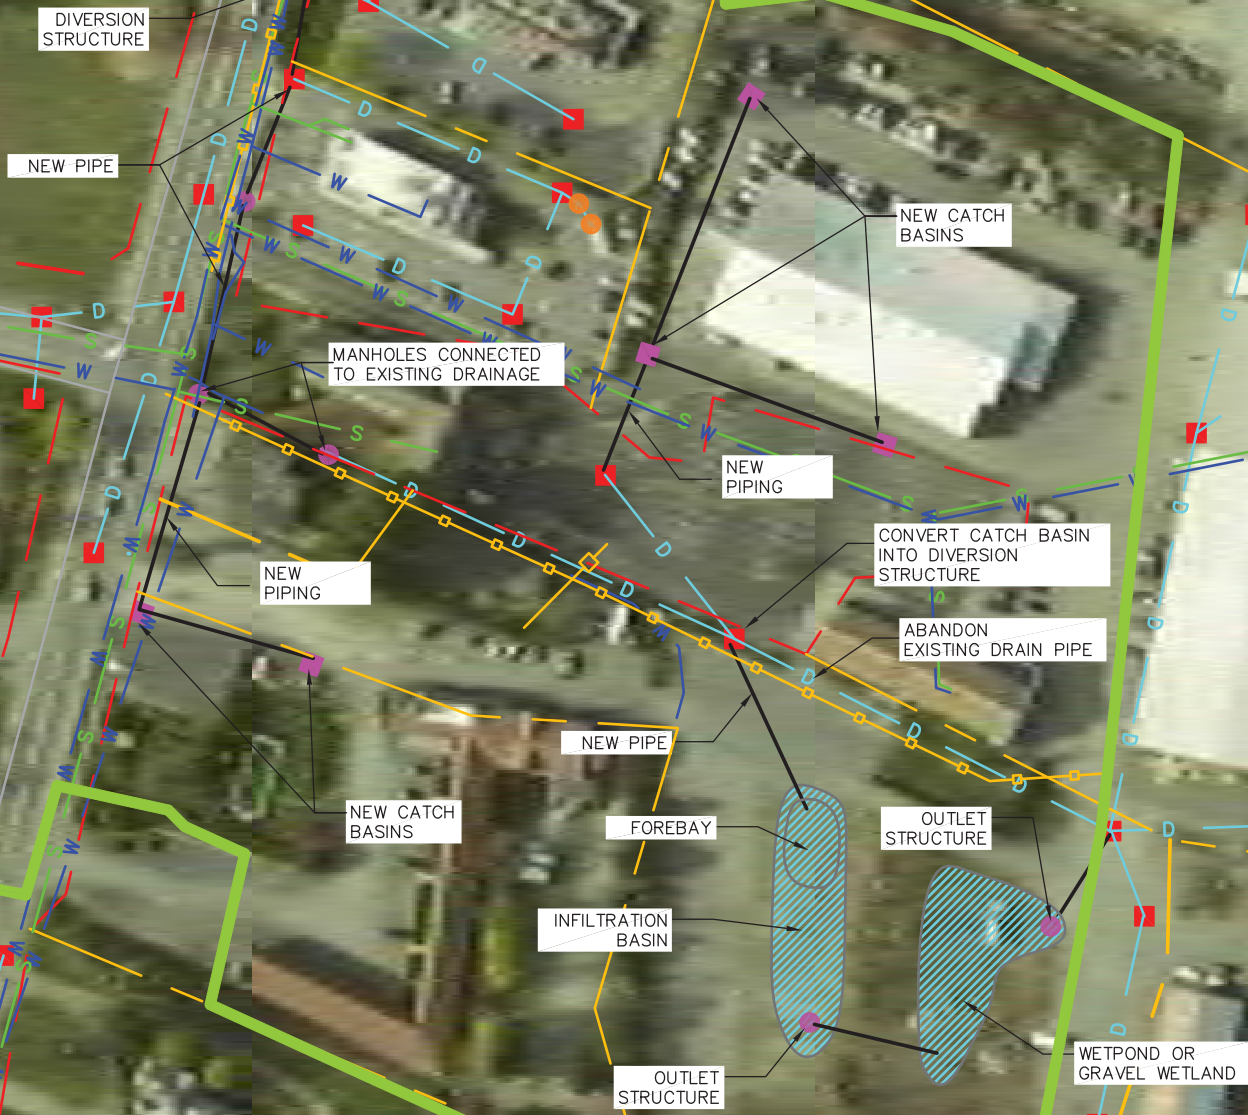 DIVERSION
STRUCTURE
NEW PIPE
NEW CATCH
BASINS
MANHOLES CONNECTED
TO EXISTING DRAINAGE
NEW
PIPING
CONVERT CATCH BASIN
INTO DIVERSION
STRUCTURE
NEW
PIPING
ABANDON
EXISTING DRAIN PIPE
NEW PIPE
NEW CATCH
BASINS
FOREBAY
OUTLET
STRUCTURE
INFILTRATION
BASIN
WETPOND OR
GRAVEL WETLAND
OUTLET
STRUCTURE